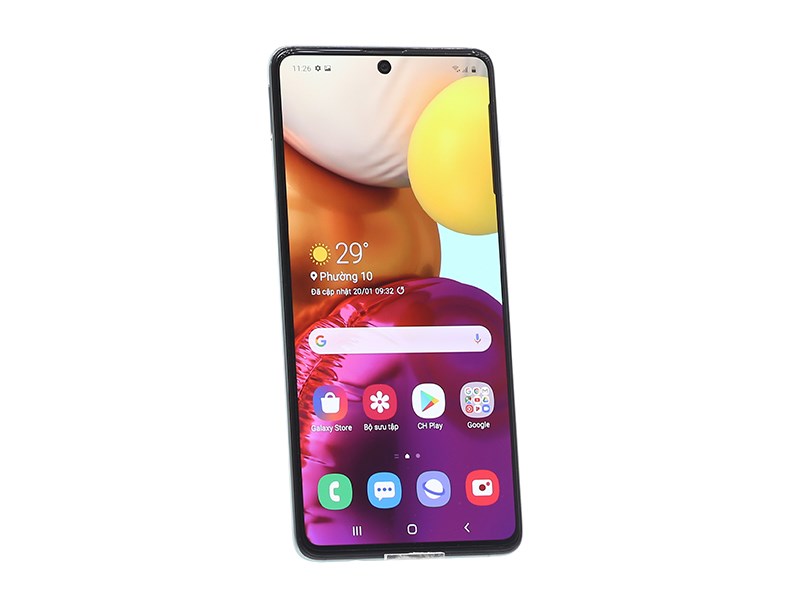 11:26
29°
Phường 10
Đã cập nhật 20/01 09:32
Galaxy Store
Bộ sưu tập
CH Play
Google